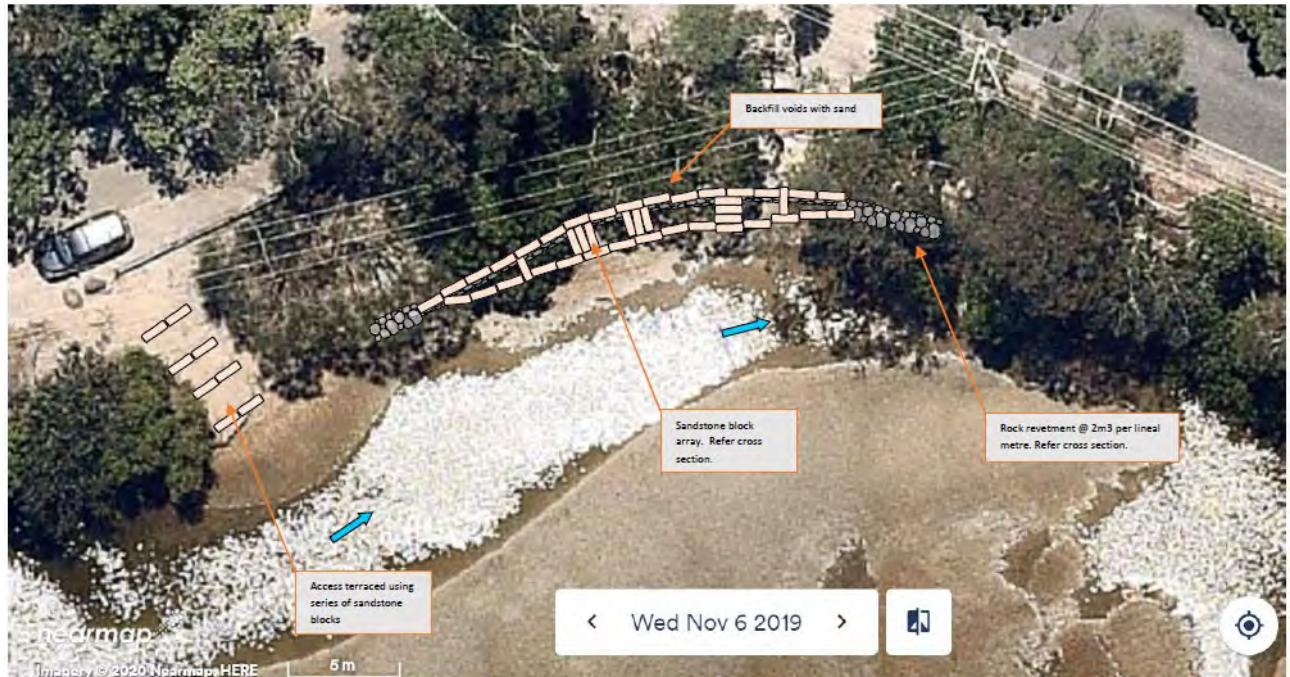 Backfill voids with sand
Sandstone block
array.  Refer cross
section.
Rock revetment @ 2m3 per lineal
metre. Refer cross section.
Access terraced using
series of sandstone
blocks
< Wed Nov 6 2019 >
nearmap
Imagery © 2020 Nearmap, HERE
5 m